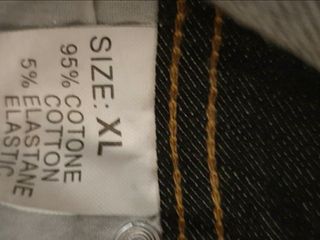 SIZE: XL
95% COTONE
COTTON
5% ELASTANE
ELASTIC